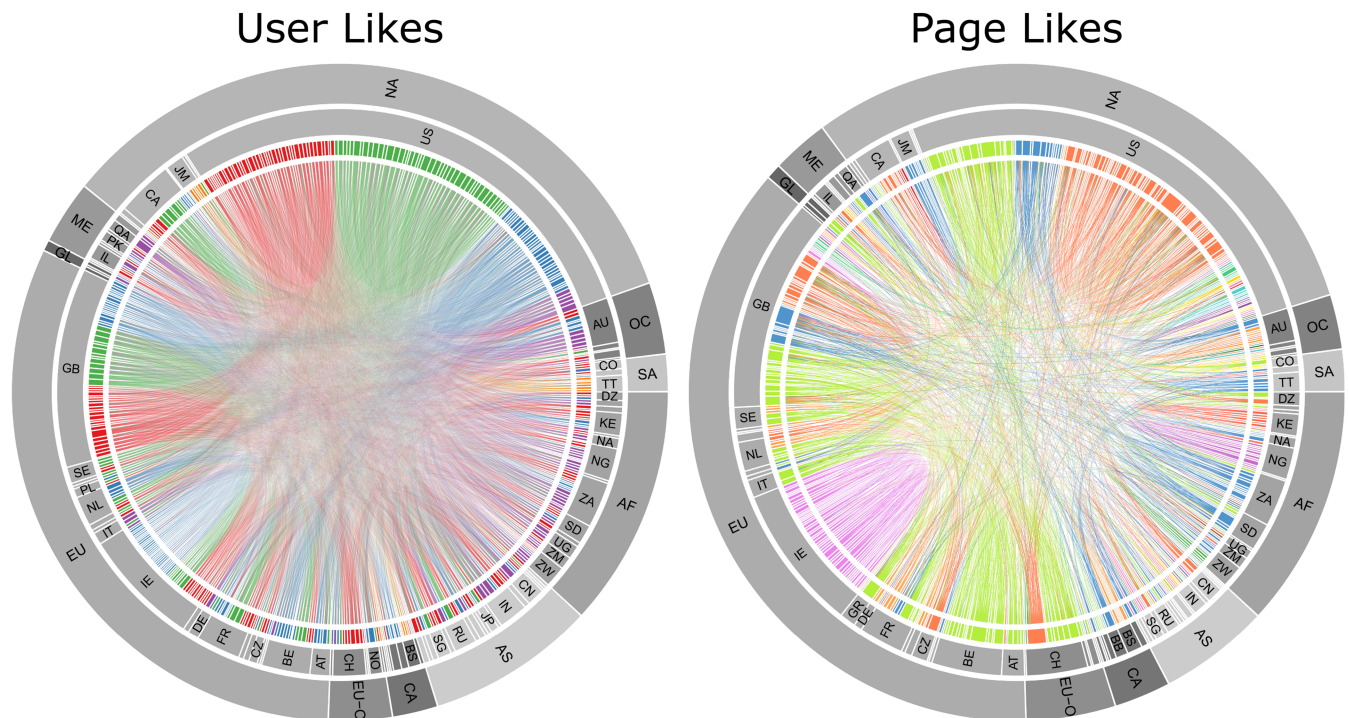 User Likes
Page Likes
NA
US
JM
CA
ME
QA
PK
IL
GL
GB
EU
SE
PL
NL
IT
IE
DE
FR
CZ
BE
AT
CH
NO
EU-O
BS
CA
SG
RU
JP
IN
CN
AS
ZW
ZM
UG
SD
ZA
NG
NA
KE
AF
DZ
TT
CO
SA
AU
OC
NA
US
JM
CA
QA
ME
IL
GL
GB
EU
SE
NL
IT
IE
GR
DE
FR
CZ
BE
AT
CH
EU-O
BB
BS
CA
SG
RU
IN
CN
AS
ZW
ZM
UG
SD
ZA
NG
NA
KE
AF
DZ
TT
CO
SA
AU
OC